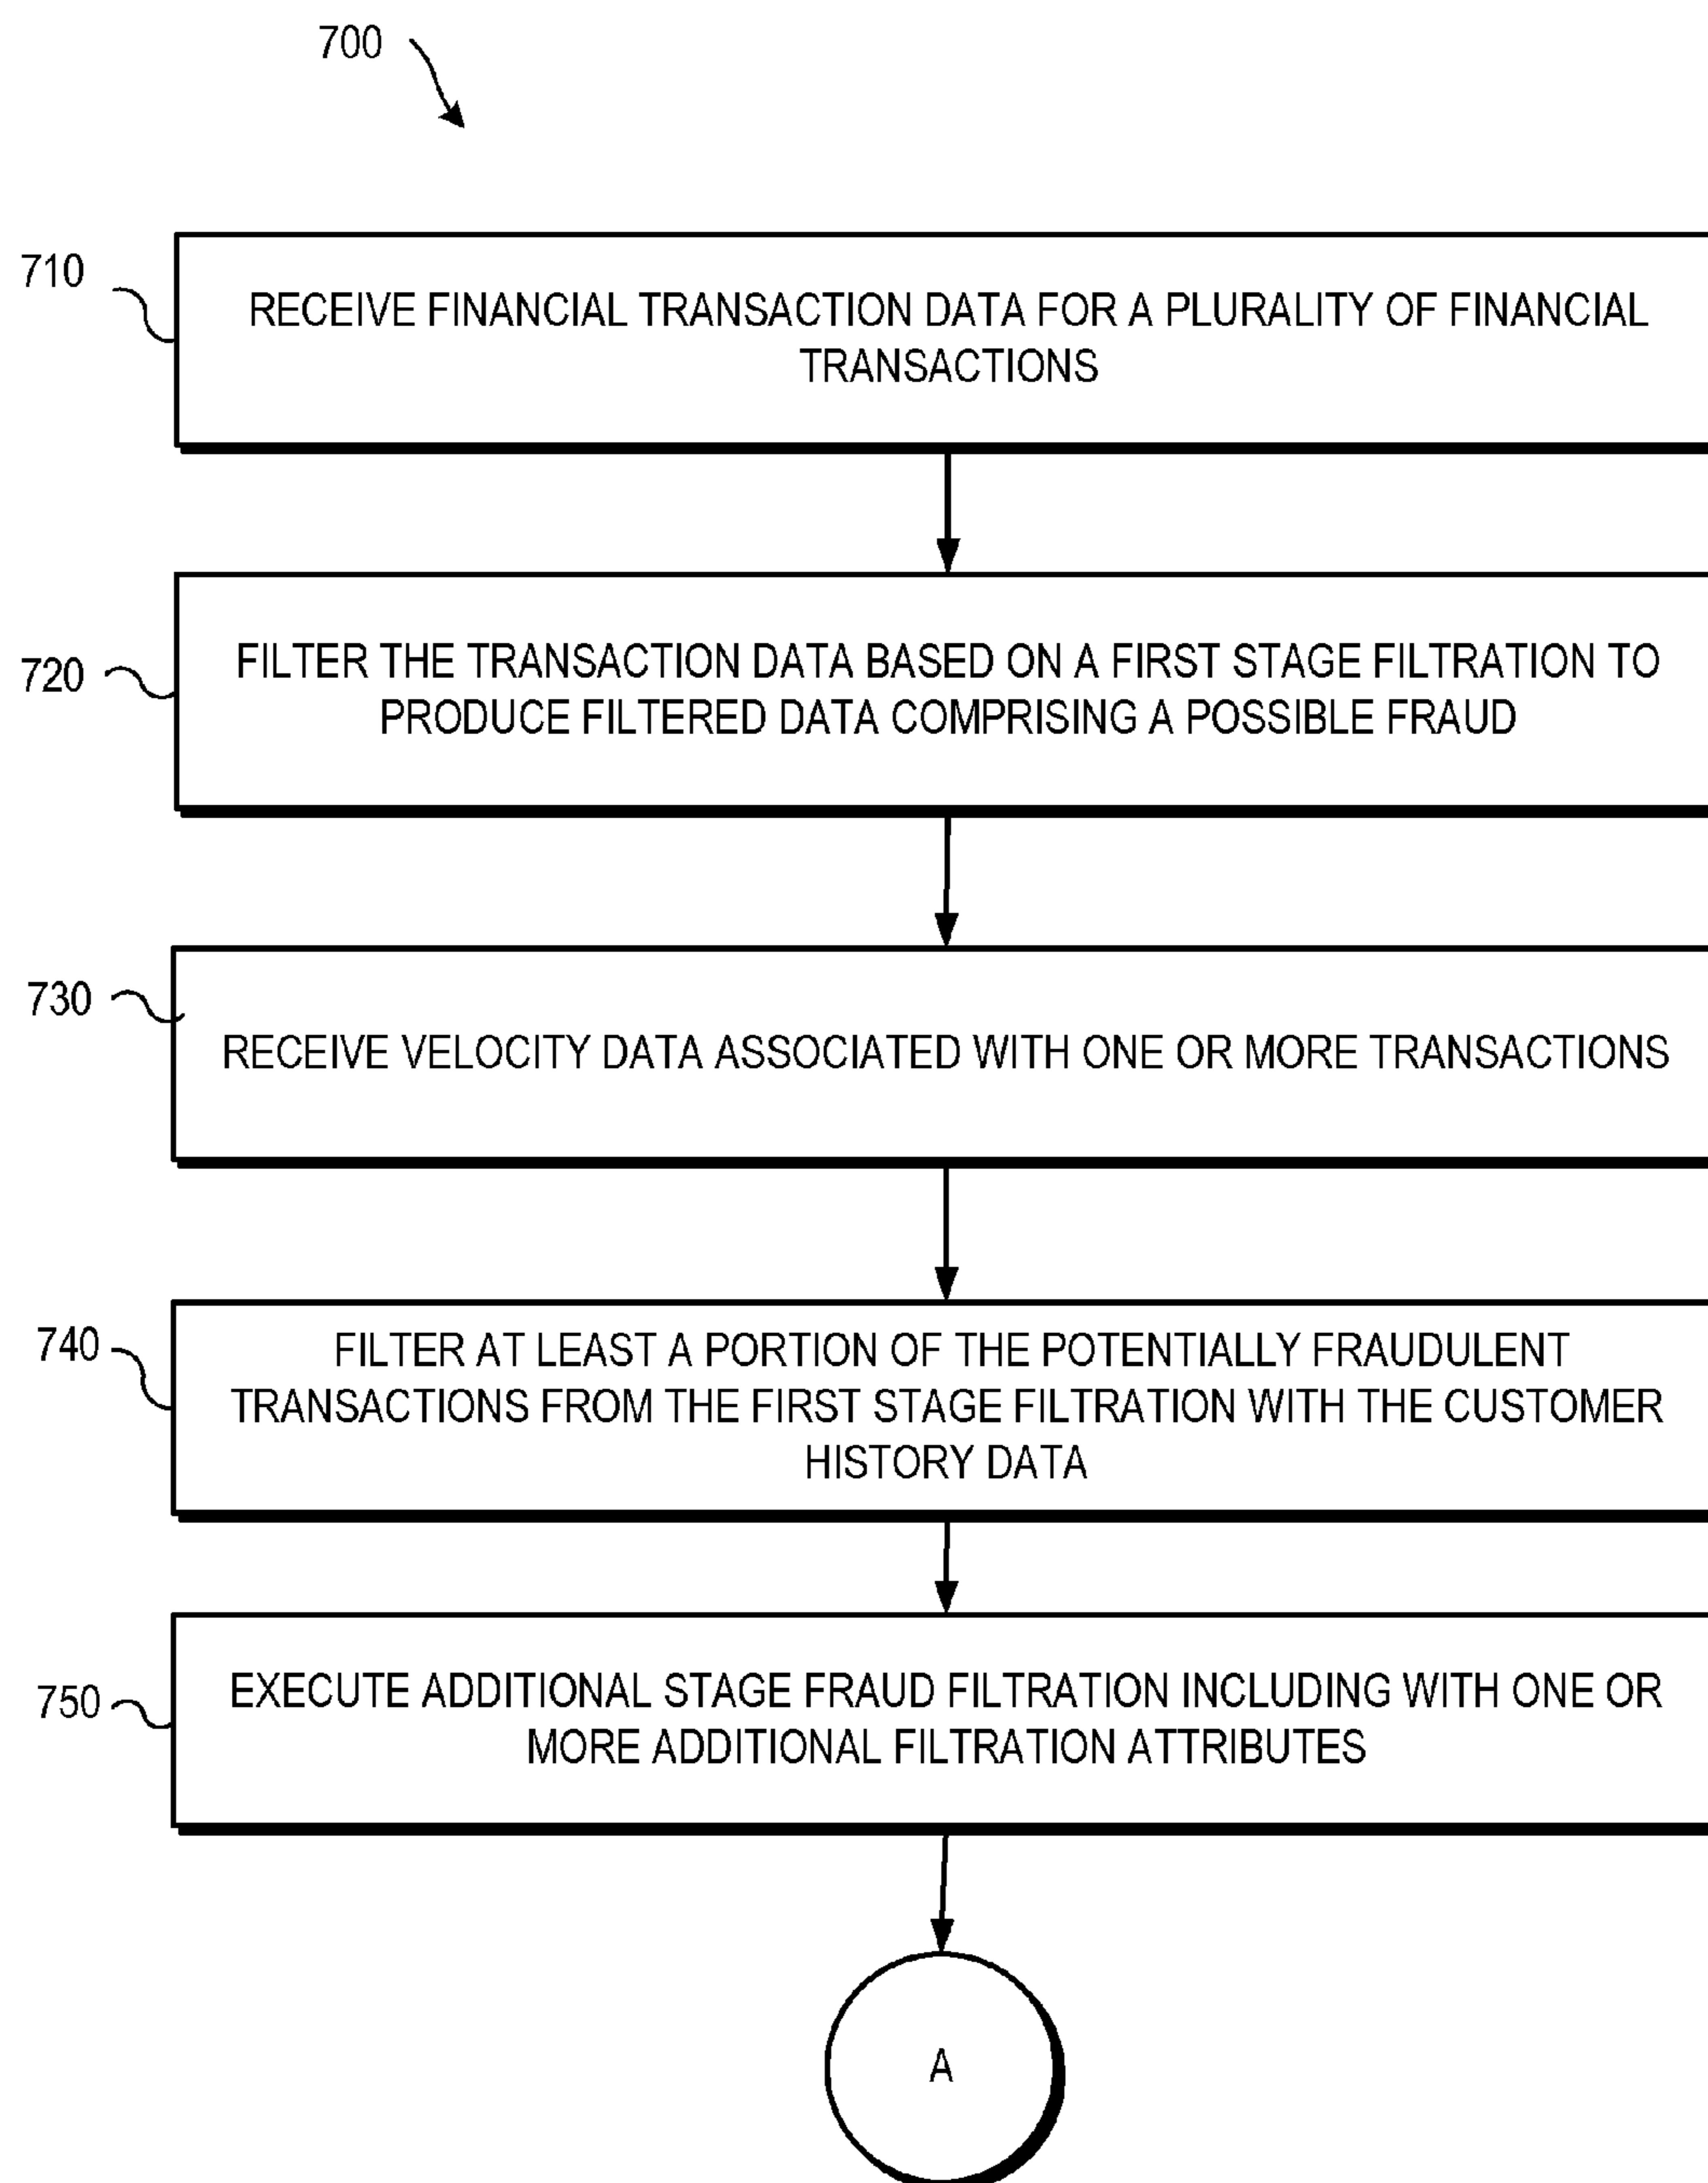 700
710
RECEIVE FINANCIAL TRANSACTION DATA FOR A PLURALITY OF FINANCIAL
TRANSACTIONS
720
FILTER THE TRANSACTION DATA BASED ON A FIRST STAGE FILTRATION TO
PRODUCE FILTERED DATA COMPRISING A POSSIBLE FRAUD
730
RECEIVE VELOCITY DATA ASSOCIATED WITH ONE OR MORE TRANSACTIONS
740
FILTER AT LEAST A PORTION OF THE POTENTIALLY FRAUDULENT
TRANSACTIONS FROM THE FIRST STAGE FILTRATION WITH THE CUSTOMER
HISTORY DATA
750
EXECUTE ADDITIONAL STAGE FRAUD FILTRATION INCLUDING WITH ONE OR
MORE ADDITIONAL FILTRATION ATTRIBUTES
A